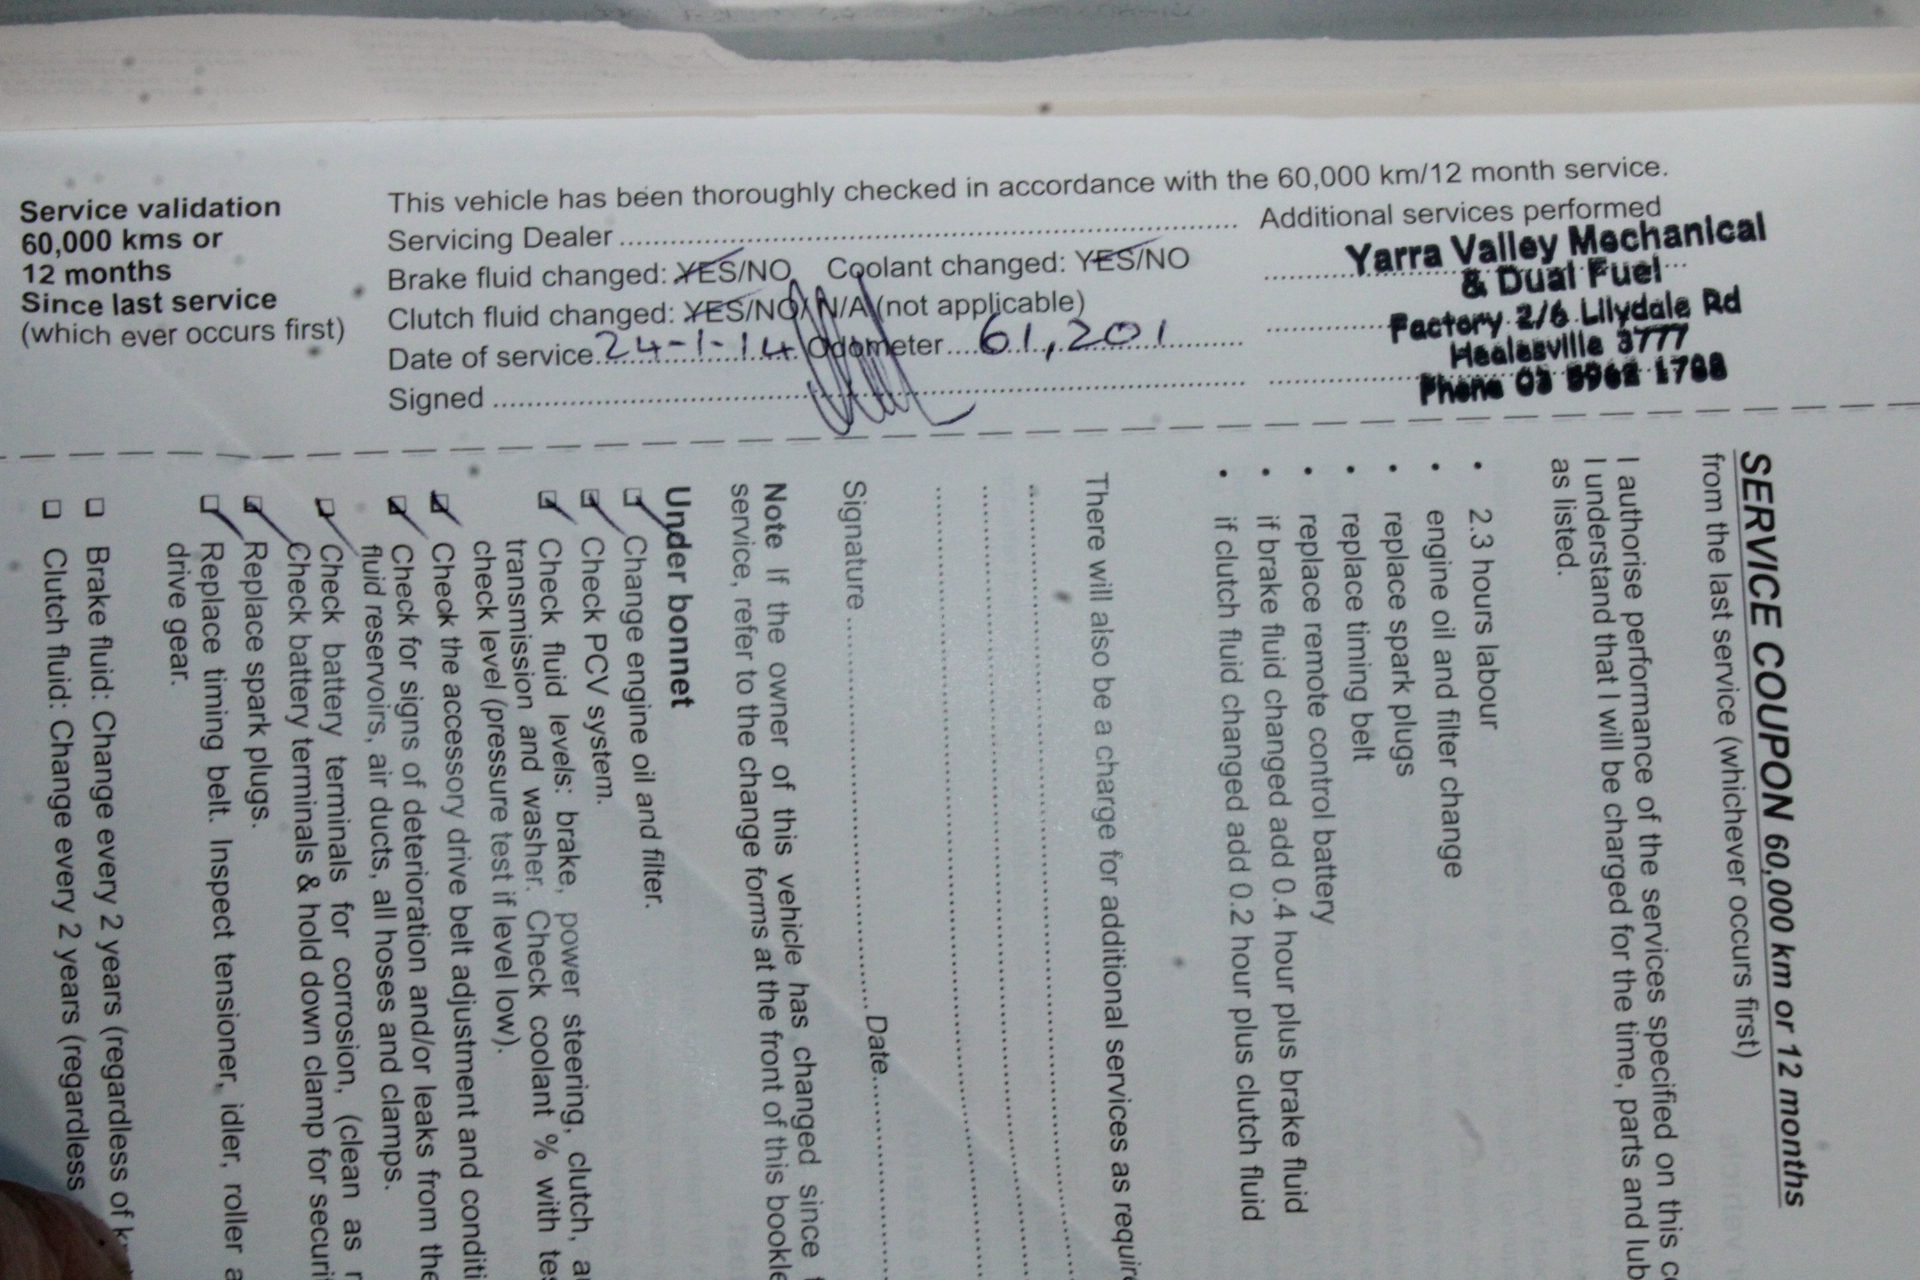 Service validation
60,000 kms or
12 months
Since last service
(which ever occurs first)
This vehicle has been thoroughly checked in accordance with the 60,000 km/12 month service.
Servicing Dealer
Additional services performed
Brake fluid changed: YES/NO
Coolant changed: YES/NO
Clutch fluid changed: YES/NO/ N/A (not applicable)
Date of service 24-1-14 Odometer 61,201
Signed
Yarra Valley Mechanical
& Dual Fuel
Factory 2/6 Lilydale Rd
Healesville 3777
Phone 03 5962 1788
SERVICE COUPON 60,000 km or 12 months
from the last service (whichever occurs first)
I authorise performance of the services specified on this
I understand that I will be charged for the time, parts and
as listed.
• 2.3 hours labour
• engine oil and filter change
• replace spark plugs
• replace timing belt
• replace remote control battery
• if brake fluid changed add 0.4 hour plus brake fluid
• if clutch fluid changed add 0.2 hour plus clutch fluid
There will also be a charge for additional services as
Signature Date
Note If the owner of this vehicle has changed since
service, refer to the change forms at the front of this
Under bonnet
Change engine oil and filter.
Check PCV system.
Check fluid levels: brake, power steering, clutch,
transmission and washer. Check coolant % with
check level (pressure test if level low).
Check the accessory drive belt adjustment and
Check for signs of deterioration and/or leaks from the
fluid reservoirs, air ducts, all hoses and clamps.
Check battery terminals for corrosion, (clean as
Check battery terminals & hold down clamp for
Replace spark plugs.
Replace timing belt. Inspect tensioner, idler, roller
drive gear.
Brake fluid: Change every 2 years (regardless of
Clutch fluid: Change every 2 years (regardless